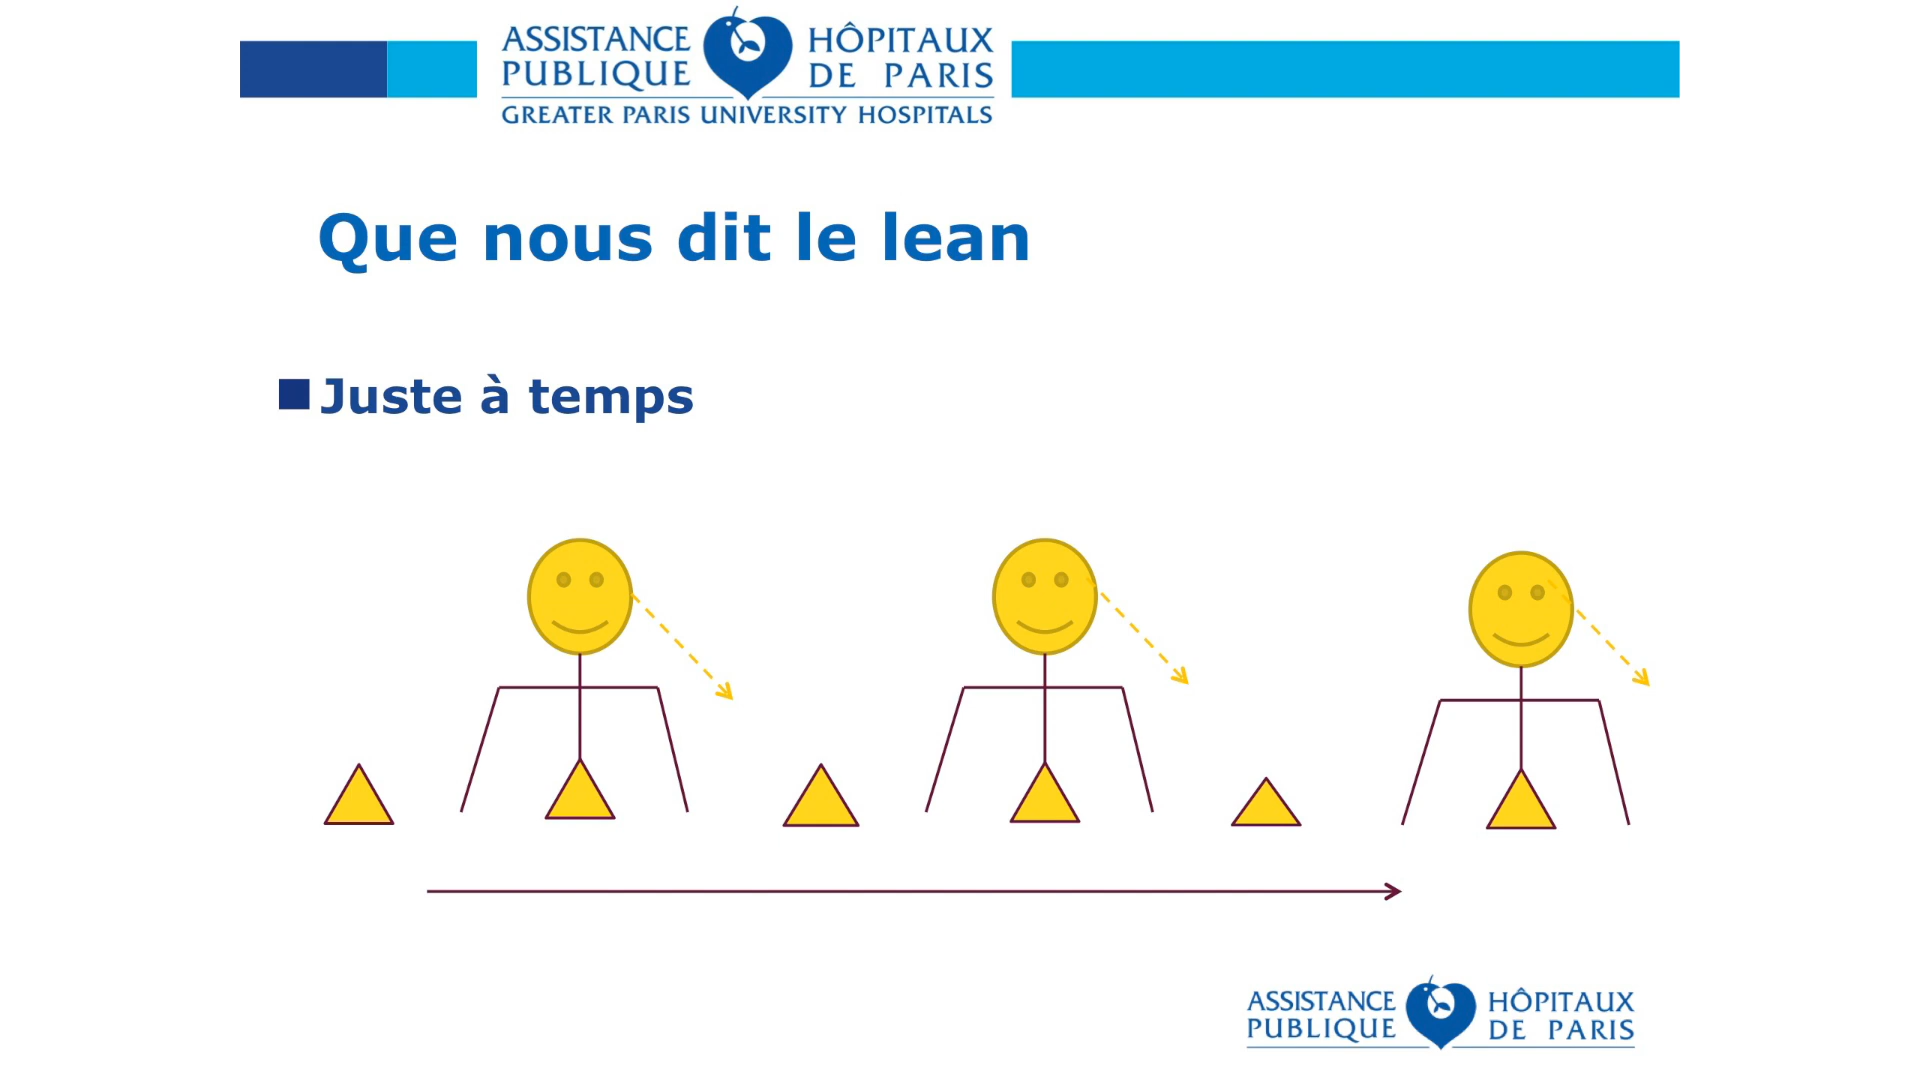 ASSISTANCE HÔPITAUX
PUBLIQUE DE PARIS
GREATER PARIS UNIVERSITY HOSPITALS
Que nous dit le lean
Juste à temps
ASSISTANCE HÔPITAUX
PUBLIQUE DE PARIS